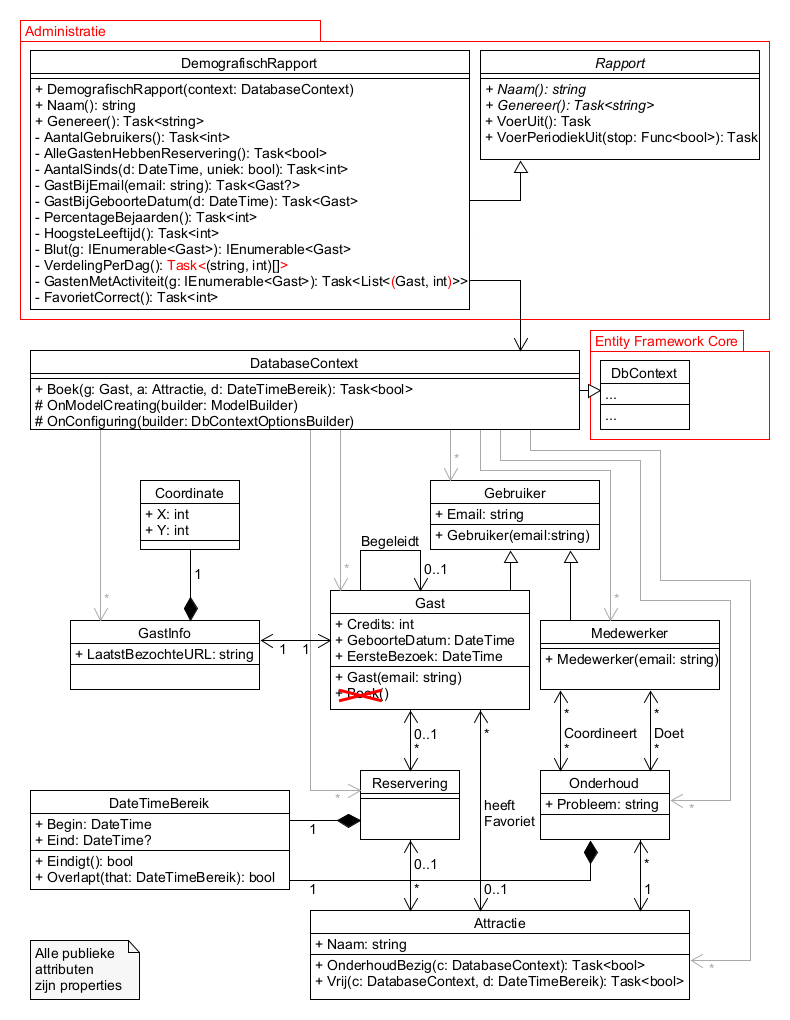 Administratie
DemografischRapport
+ DemografischRapport(context: DatabaseContext)
+ Naam(): string
+ Genereer(): Task<string>
- AantalGebruikers(): Task<int>
- AlleGastenHebbenReservering(): Task<bool>
- AantalSinds(d: DateTime, uniek: bool): Task<int>
- GastBijEmail(email: string): Task<Gast?>
- GastBijGeboorteDatum(d: DateTime): Task<Gast>
- PercentageBejaarden(): Task<int>
- HoogsteLeeftijd(): Task<int>
- Blut(g: IEnumerable<Gast>): IEnumerable<Gast>
- VerdelingPerDag(): Task<(string, int)[]>
- GastenMetActiviteit(g: IEnumerable<Gast>): Task<List<(Gast, int)>>
- FavorietCorrect(): Task<int>
Rapport
+ Naam(): string
+ Genereer(): Task<string>
+ VoerUit(): Task
+ VoerPeriodiekUit(stop: Func<bool>): Task
DatabaseContext
+ Boek(g: Gast, a: Attractie, d: DateTimeBereik): Task<bool>
# OnModelCreating(builder: ModelBuilder)
# OnConfiguring(builder: DbContextOptionsBuilder)
Entity Framework Core
DbContext
...
...
*
*
*
*
Coordinate
+ X: int
+ Y: int
1
Gebruiker
+ Email: string
+ Gebruiker(email:string)
Begeleidt
0..1
GastInfo
+ LaatstBezochteURL: string
1 1
Gast
+ Credits: int
+ GeboorteDatum: DateTime
+ EersteBezoek: DateTime
+ Gast(email: string)
+ Boek()
Medewerker
+ Medewerker(email: string)
0..1
*
*
*
Coordineert
*
*
Doet
*
*
Reservering
heeft
Favoriet
Onderhoud
+ Probleem: string
*
DateTimeBereik
+ Begin: DateTime
+ Eind: DateTime?
+ Eindigt(): bool
+ Overlapt(that: DateTimeBereik): bool
1
1
0..1
*
0..1
*
1
Attractie
+ Naam: string
+ OnderhoudBezig(c: DatabaseContext): Task<bool>
+ Vrij(c: DatabaseContext, d: DateTimeBereik): Task<bool>
*
Alle publieke
attributen
zijn properties